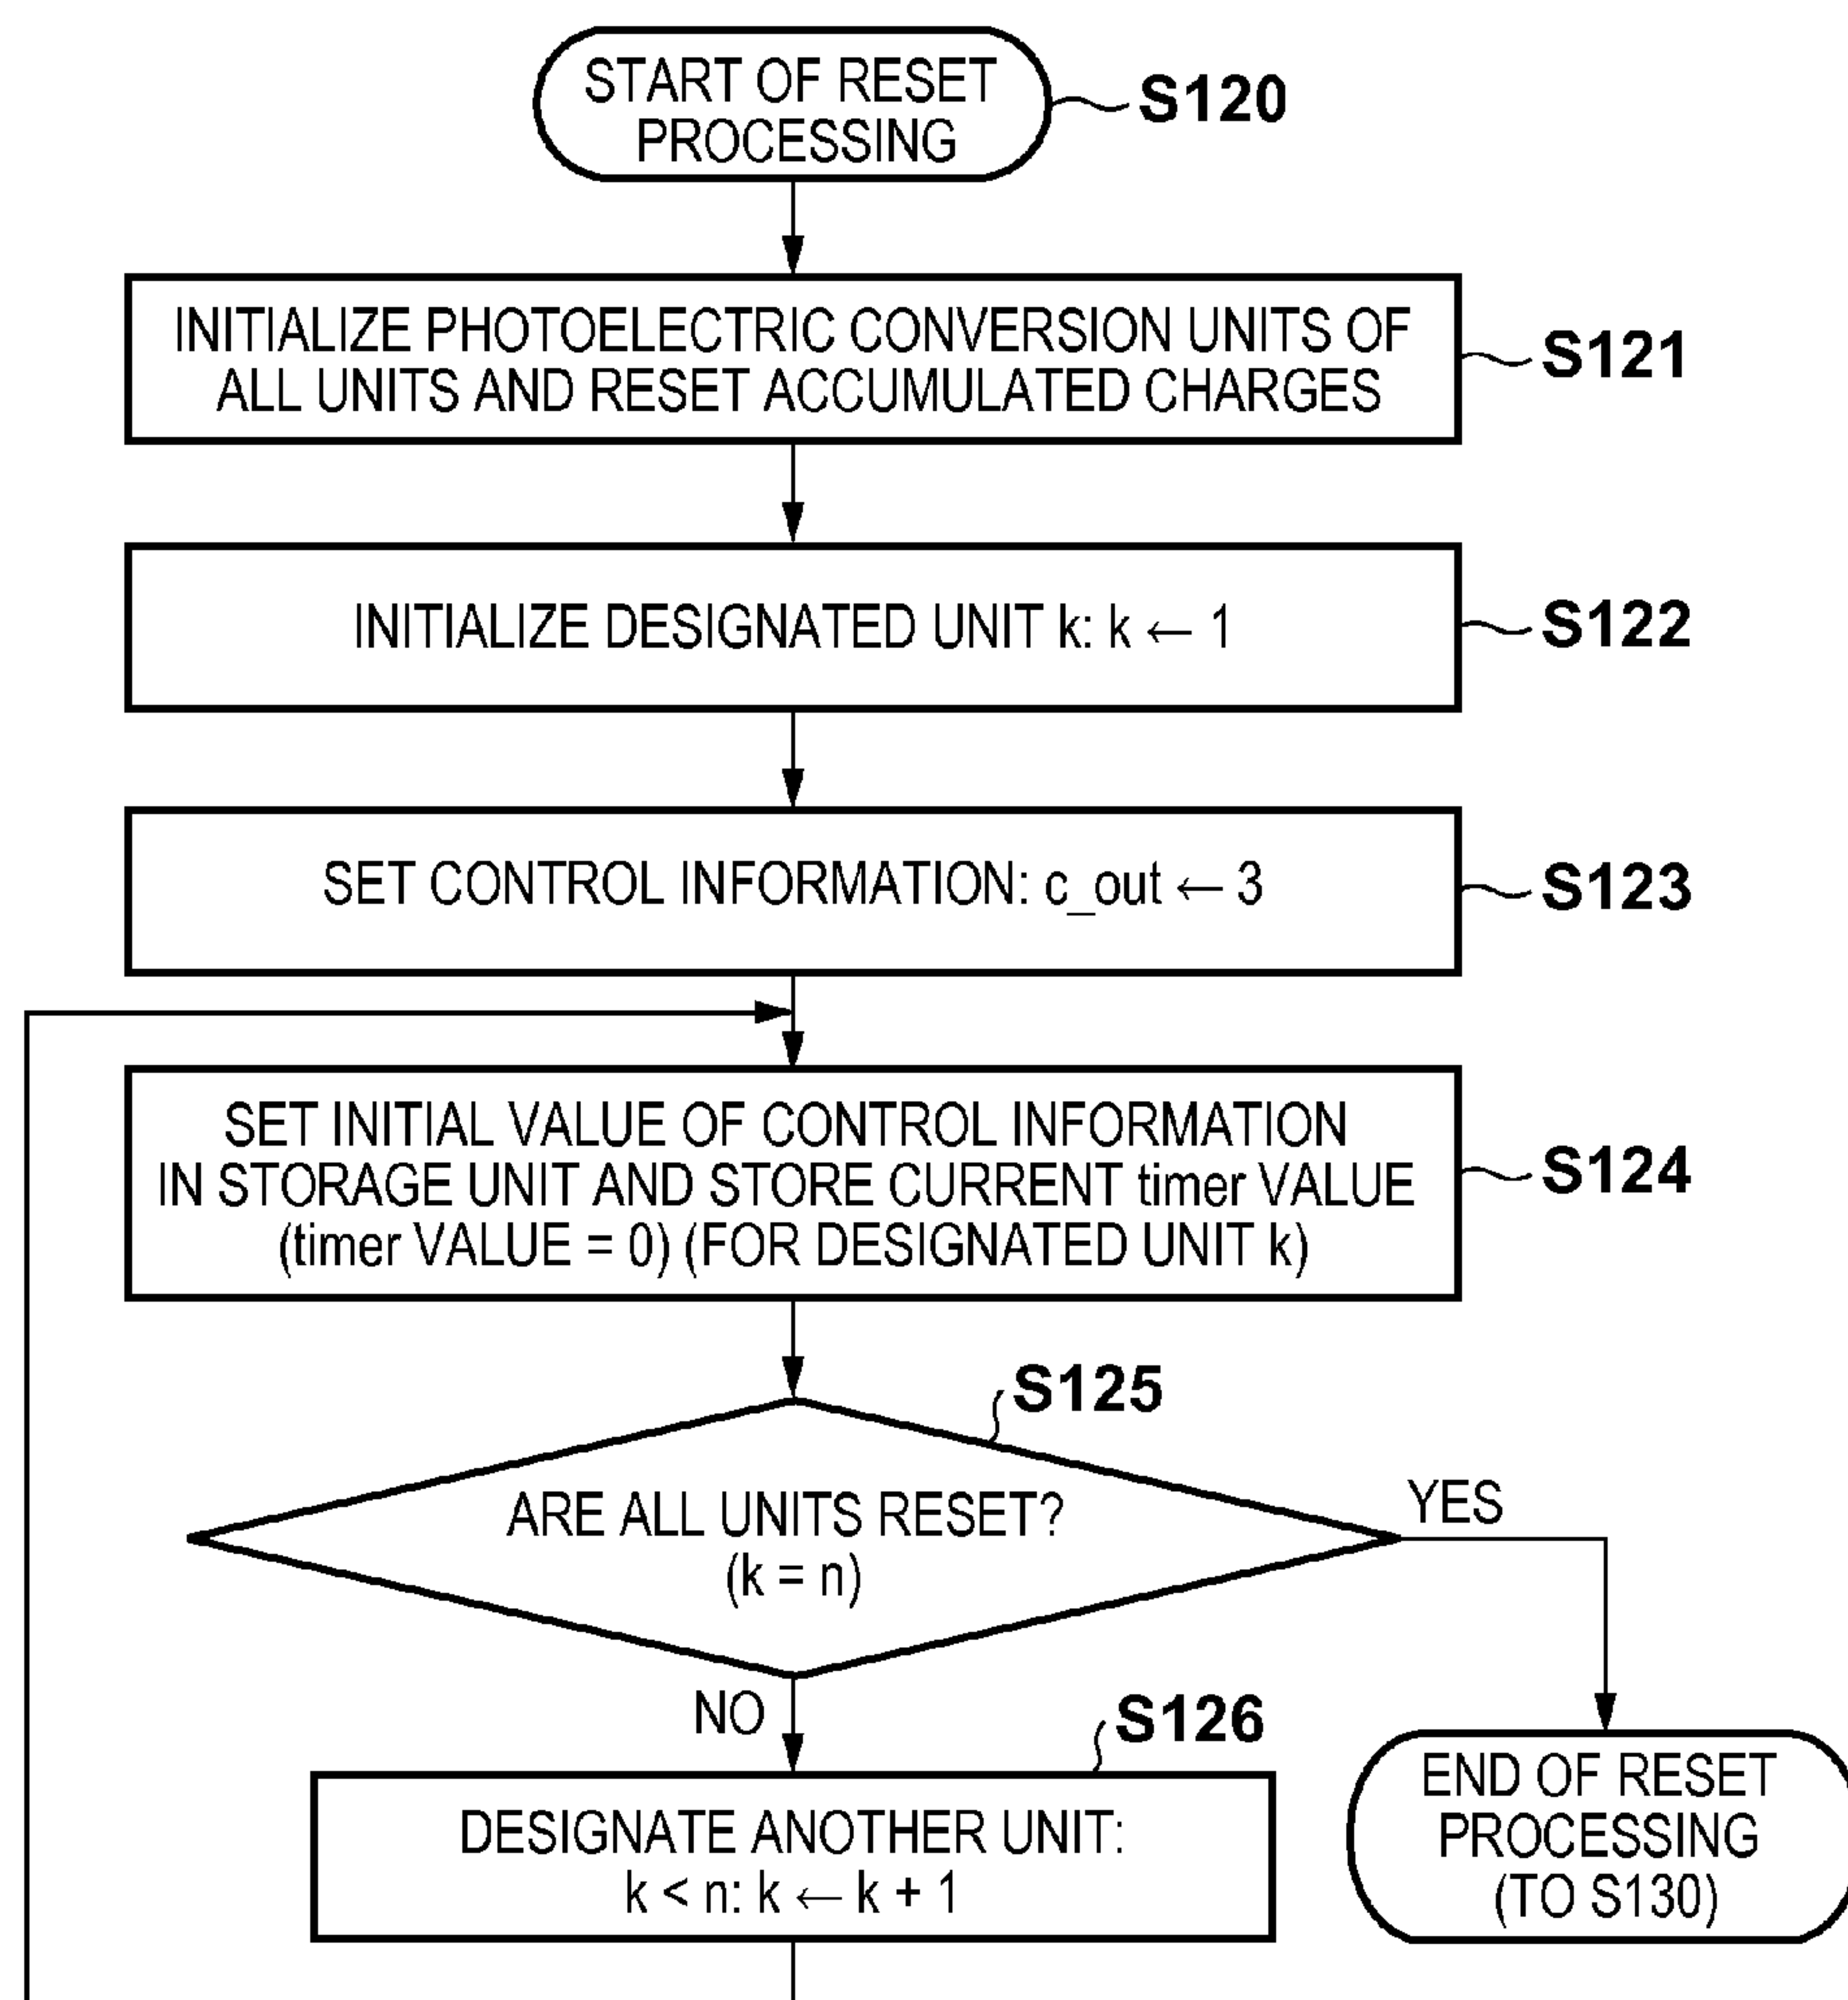 START OF RESET
PROCESSING
S120
INITIALIZE PHOTOELECTRIC CONVERSION UNITS OF
ALL UNITS AND RESET ACCUMULATED CHARGES
S121
INITIALIZE DESIGNATED UNIT k: k ← 1
S122
SET CONTROL INFORMATION: c_out ← 3
S123
SET INITIAL VALUE OF CONTROL INFORMATION
IN STORAGE UNIT AND STORE CURRENT timer VALUE
(timer VALUE = 0) (FOR DESIGNATED UNIT k)
S124
S125
ARE ALL UNITS RESET?
(k = n)
YES
NO
S126
DESIGNATE ANOTHER UNIT:
k < n: k ← k + 1
END OF RESET
PROCESSING
(TO S130)